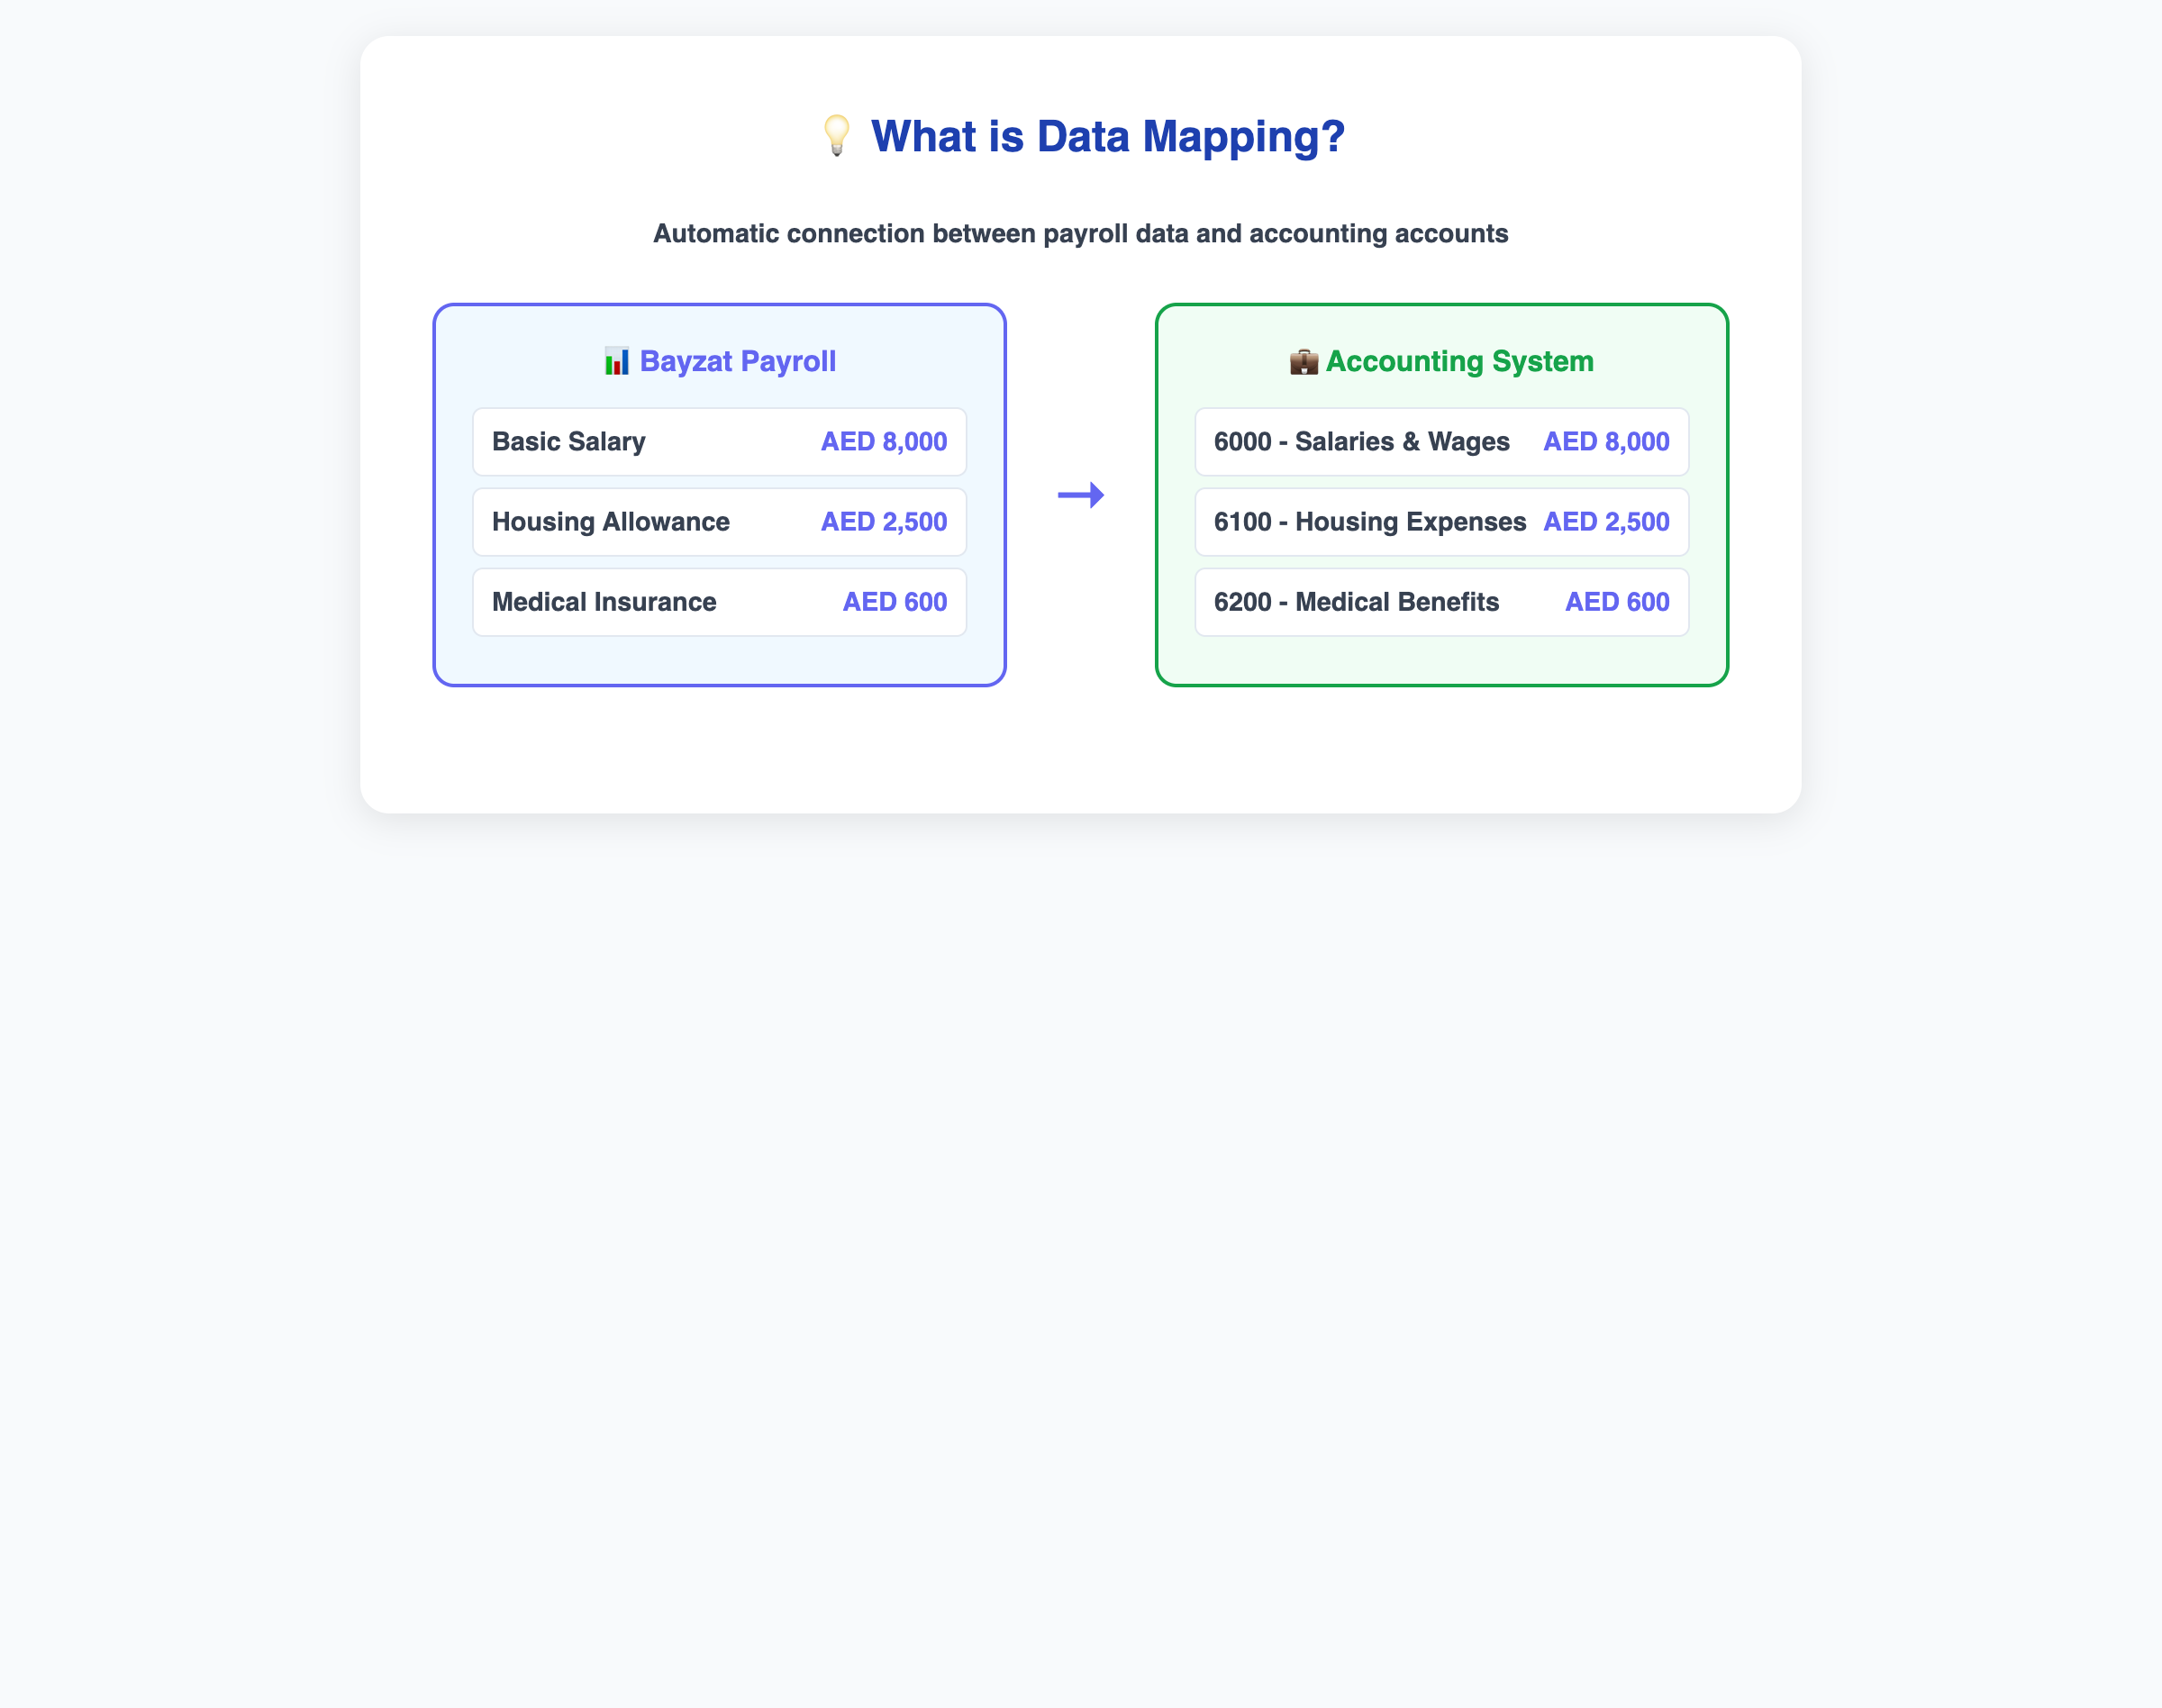 💡 What is Data Mapping?
Automatic connection between payroll data and accounting accounts
📊 Bayzat Payroll
Basic Salary AED 8,000
Housing Allowance AED 2,500
Medical Insurance AED 600
→
💼 Accounting System
6000 - Salaries & Wages AED 8,000
6100 - Housing Expenses AED 2,500
6200 - Medical Benefits AED 600